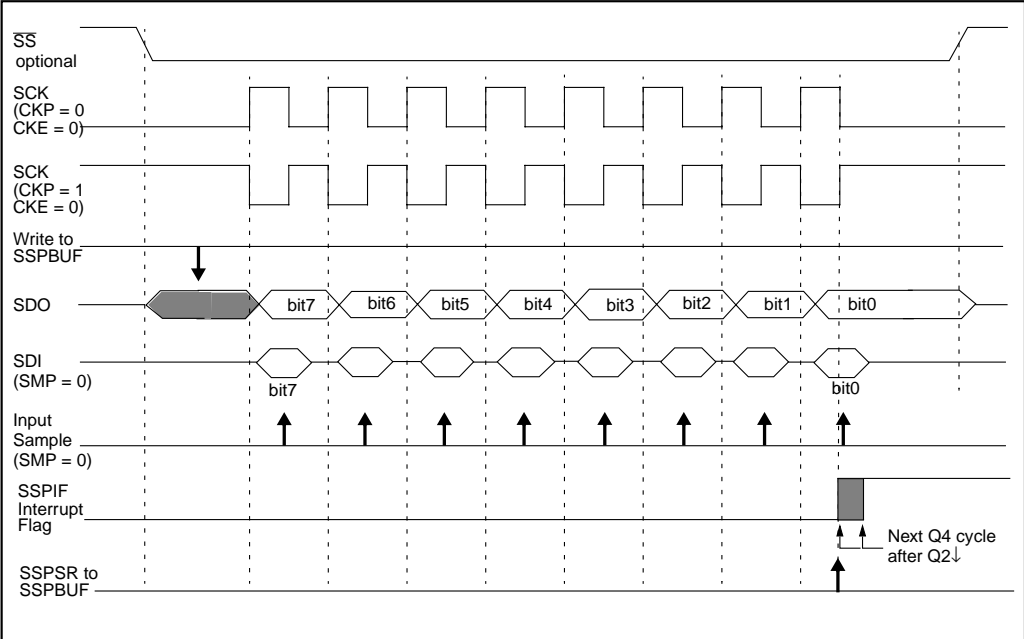 SS
optional
SCK
(CKP = 0
CKE = 0)
SCK
(CKP = 1
CKE = 0)
Write to
SSPBUF
SDO
bit7
bit6
bit5
bit4
bit3
bit2
bit1
bit0
SDI
(SMP = 0)
bit7
bit0
Input
Sample
(SMP = 0)
SSPIF
Interrupt
Flag
Next Q4 cycle
after Q2↓
SSPSR to
SSPBUF